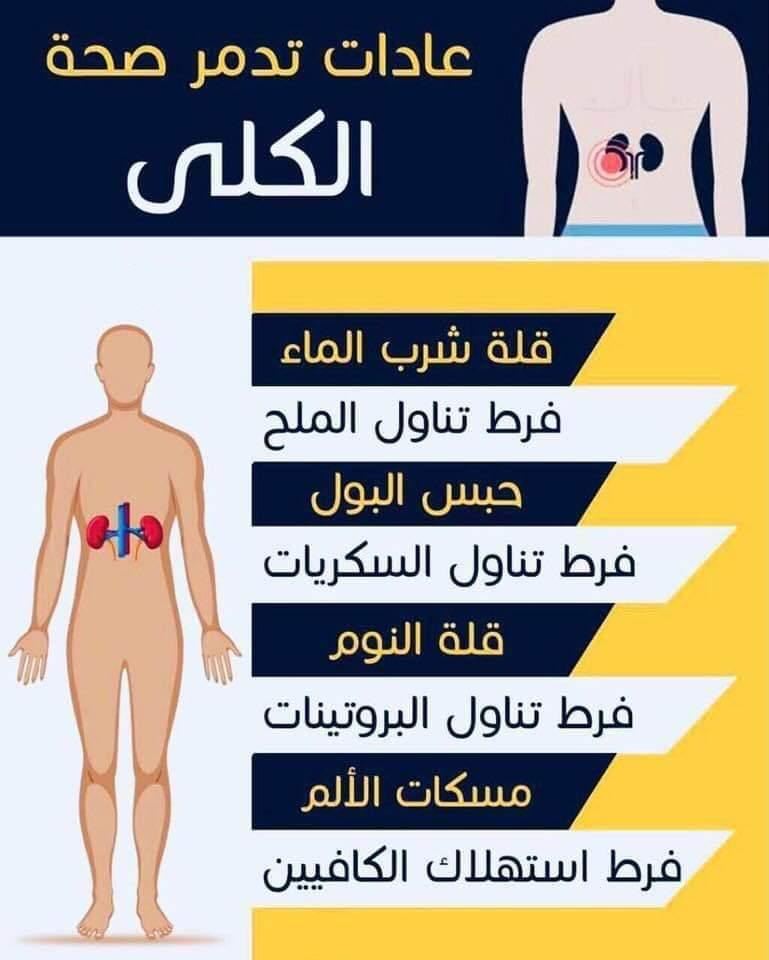 عادات تدمر صحة
الكلى
قلة شرب الماء
فرط تناول الملح
حبس البول
فرط تناول السكريات
قلة النوم
فرط تناول البروتينات
مسكات الألم
فرط استهلاك الكافيين